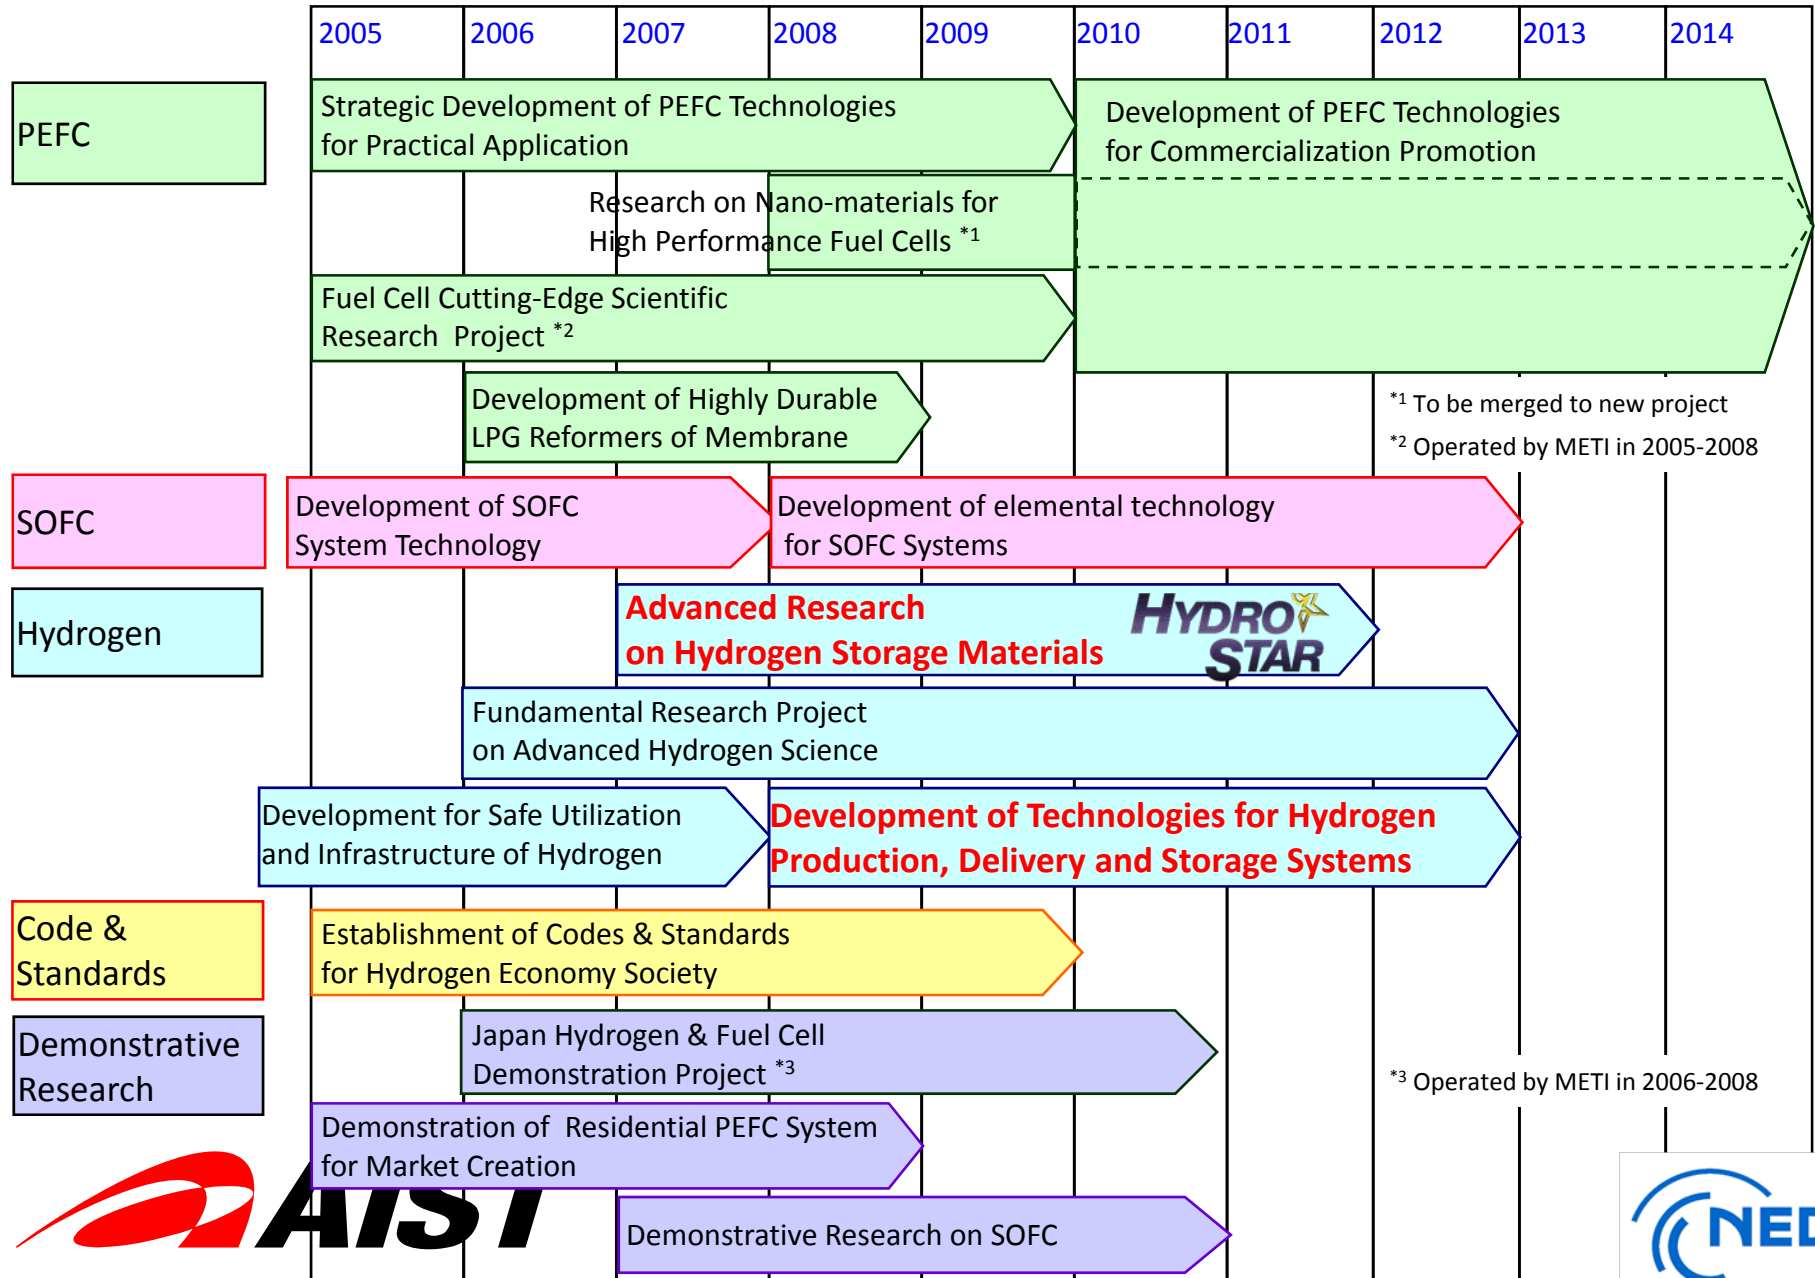 2005 2006 2007 2008 2009 2010 2011 2012 2013 2014
PEFC
Strategic Development of PEFC Technologies
for Practical Application
Development of PEFC Technologies
for Commercialization Promotion
Research on Nano-materials for
High Performance Fuel Cells *1
Fuel Cell Cutting-Edge Scientific
Research Project *2
Development of Highly Durable
LPG Reformers of Membrane
*1 To be merged to new project
*2 Operated by METI in 2005-2008
SOFC
Development of SOFC
System Technology
Development of elemental technology
for SOFC Systems
Hydrogen
Advanced Research
on Hydrogen Storage Materials
HYDRO
STAR
Fundamental Research Project
on Advanced Hydrogen Science
Development for Safe Utilization
and Infrastructure of Hydrogen
Development of Technologies for Hydrogen
Production, Delivery and Storage Systems
Code &
Standards
Establishment of Codes & Standards
for Hydrogen Economy Society
Demonstrative
Research
Japan Hydrogen & Fuel Cell
Demonstration Project *3
*3 Operated by METI in 2006-2008
Demonstration of Residential PEFC System
for Market Creation
AIST
Demonstrative Research on SOFC
NED